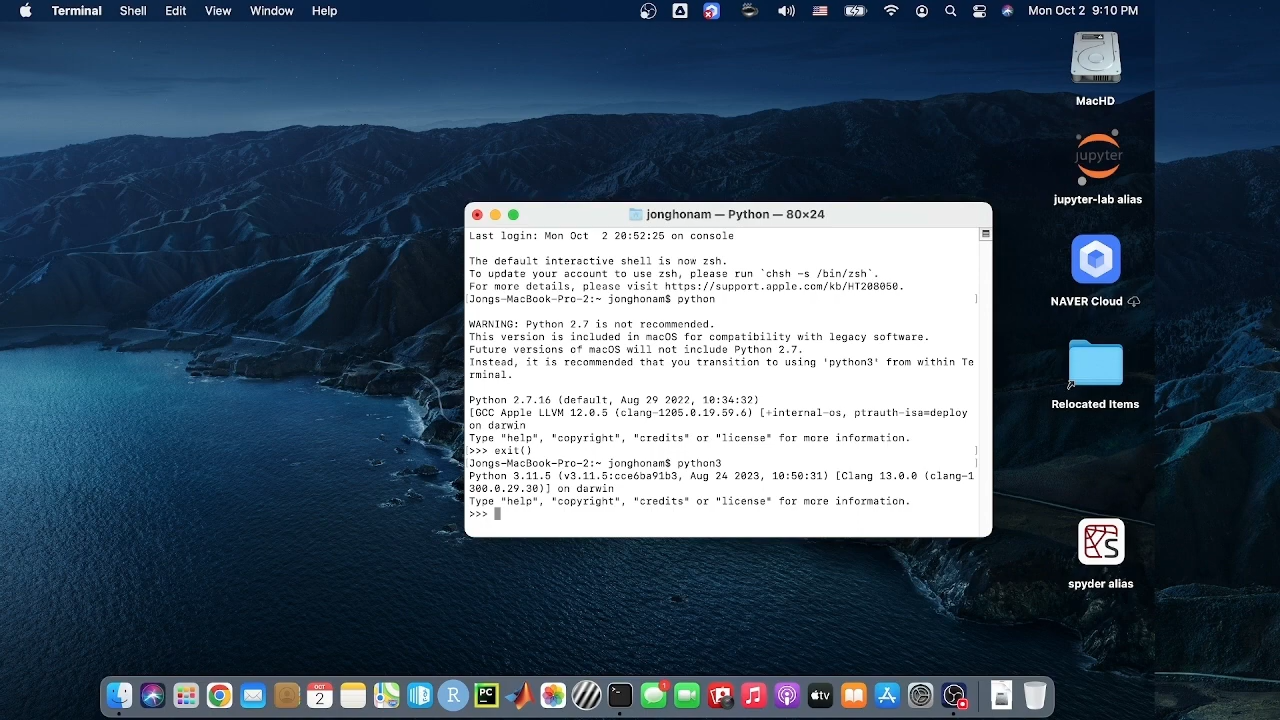 Terminal Shell Edit View Window Help Mon Oct 2 9:10 PM
MacHD
jupyter
jupyter-lab alias
NAVER Cloud
Relocated Items
S
spyder alias
jonghonam — Python — 80×24
Last login: Mon Oct  2 20:52:25 on console
The default interactive shell is now zsh.
To update your account to use zsh, please run `chsh -s /bin/zsh`.
For more details, please visit https://support.apple.com/kb/HT208050.
[Jongs-MacBook-Pro-2:~ jonghonam$ python ]
WARNING: Python 2.7 is not recommended.
This version is included in macOS for compatibility with legacy software.
Future versions of macOS will not include Python 2.7.
Instead, it is recommended that you transition to using 'python3' from within Te
rminal.
Python 2.7.16 (default, Aug 29 2022, 10:34:32)
[GCC Apple LLVM 12.0.5 (clang-1205.0.19.59.6) [+internal-os, ptrauth-isa=deploy
on darwin
Type "help", "copyright", "credits" or "license" for more information.
[>>> exit() ]
[Jongs-MacBook-Pro-2:~ jonghonam$ python3 ]
Python 3.11.5 (v3.11.5:cce6ba91b3, Aug 24 2023, 10:50:31) [Clang 13.0.0 (clang-1
300.0.29.30)] on darwin
Type "help", "copyright", "credits" or "license" for more information.
>>>
OCT
2
R
PC
1
tv